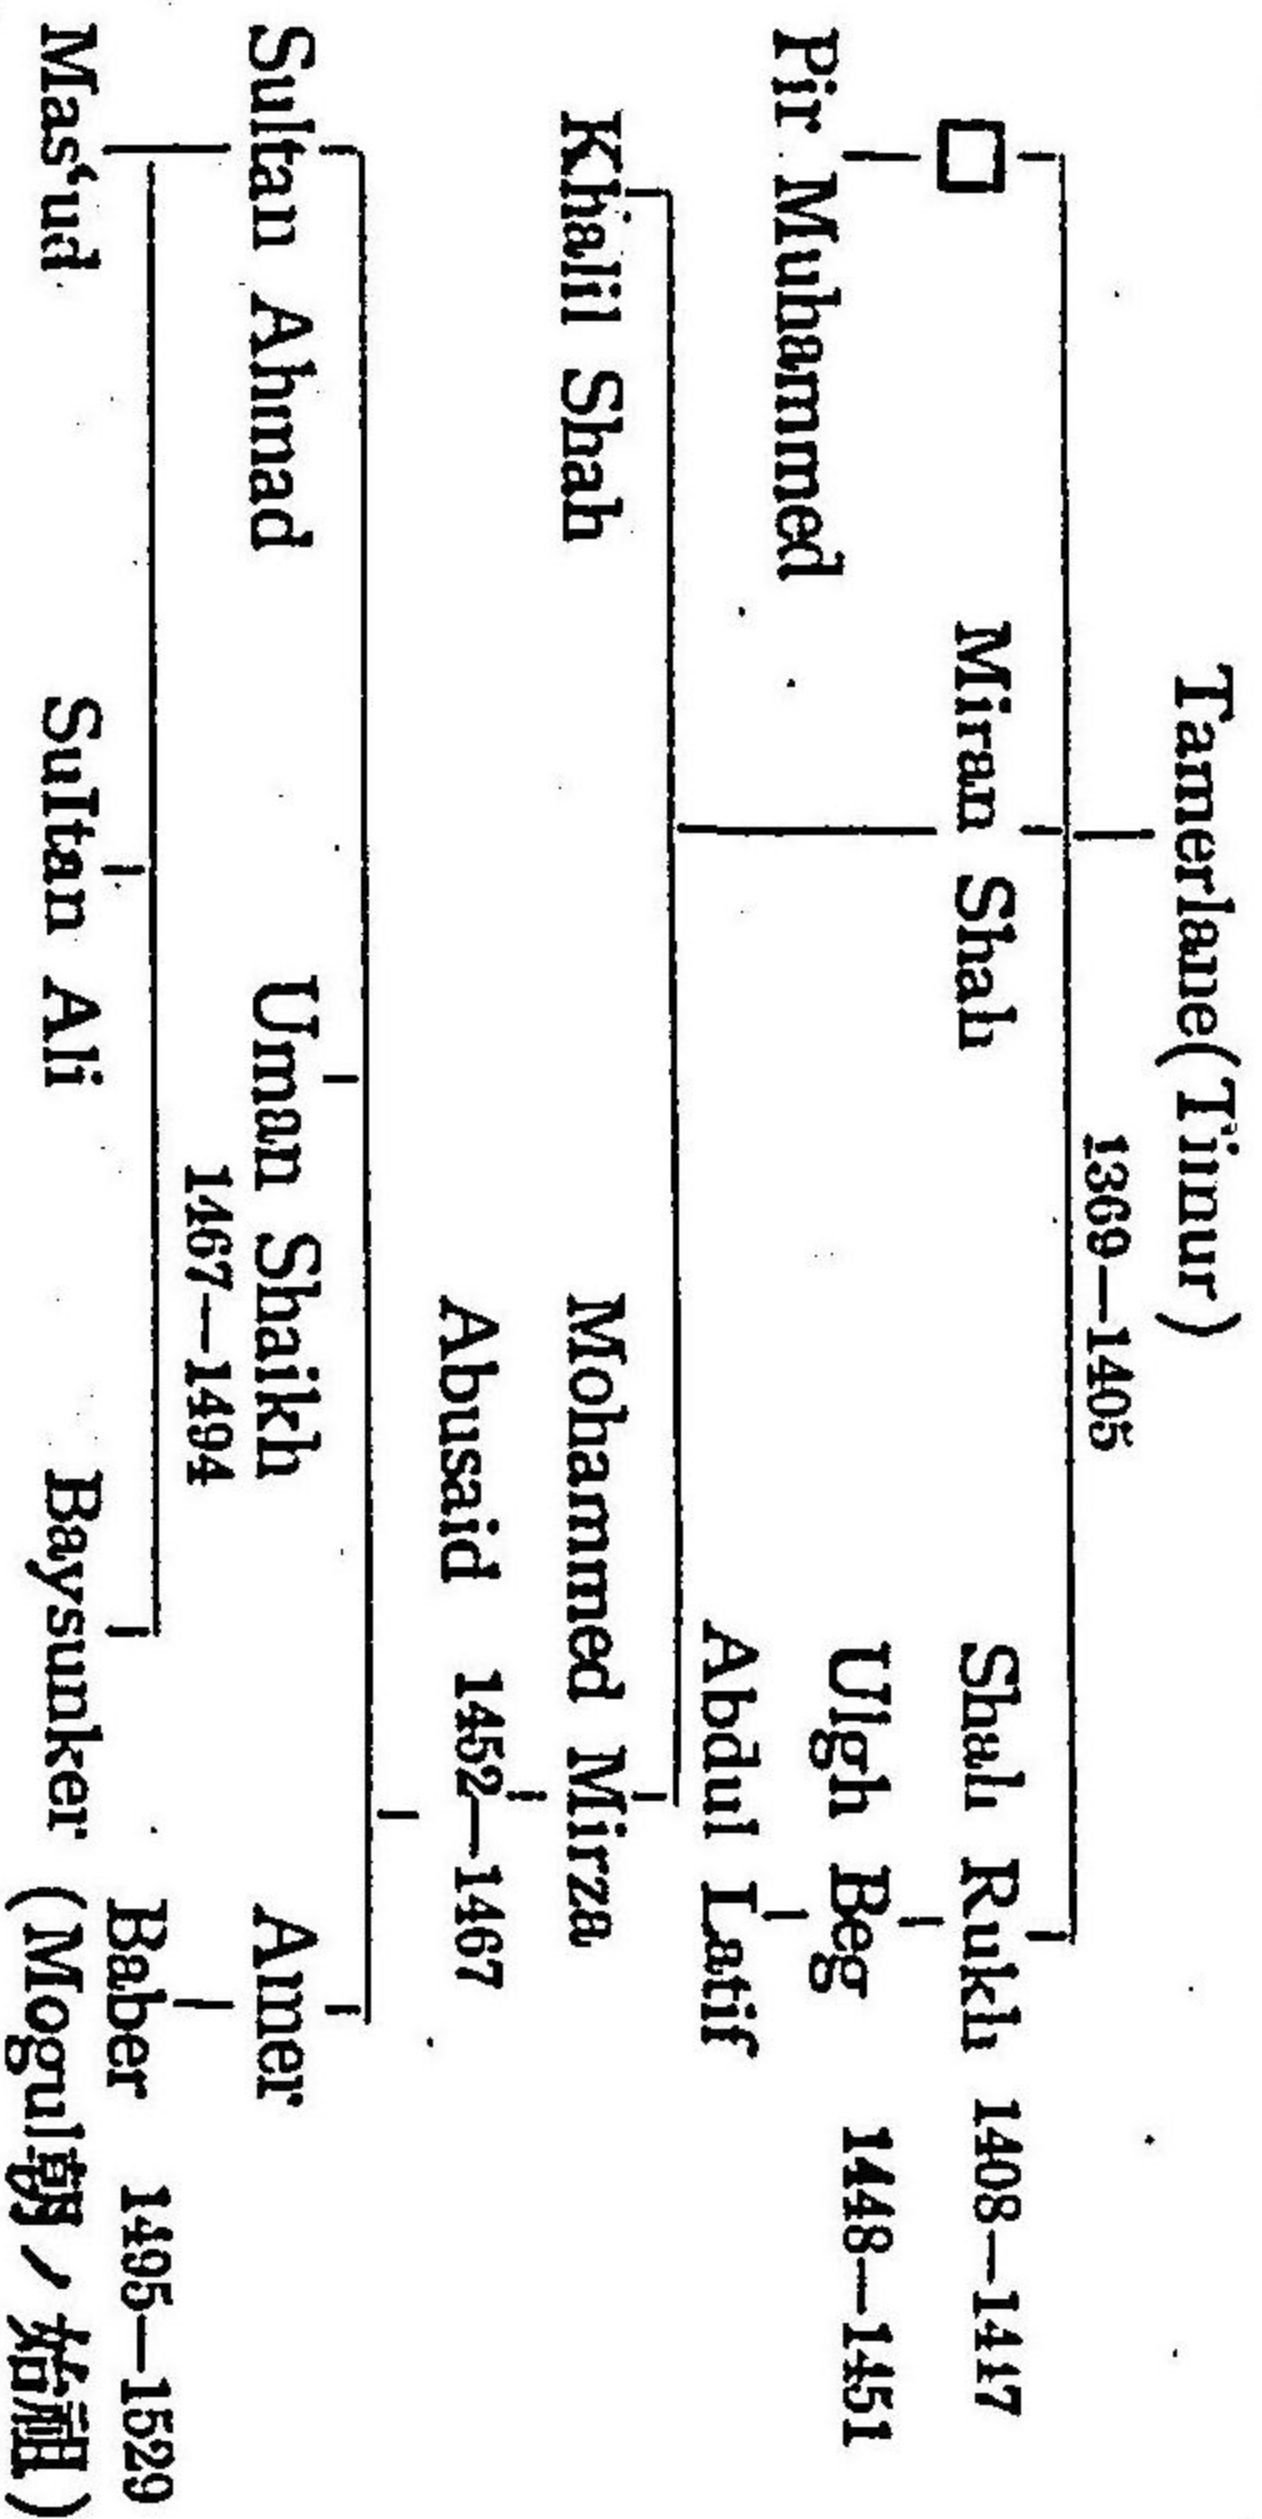 Tamerlane(Timur)
1369—1405
□ Miran Shah Shah Rukh 1408—1447
Pir Muhammed Ulgh Beg 1448—1451
Abdul Latif
Khalil Shah Mohammed Mirza
Abusaid 1452—1467
Sultan Ahmad Uman Shaikh Amer
1467—1494
Mas‘ud Sultan Ali Baysunker Baber 1495—1529
(Mogul朝ノ始祖)